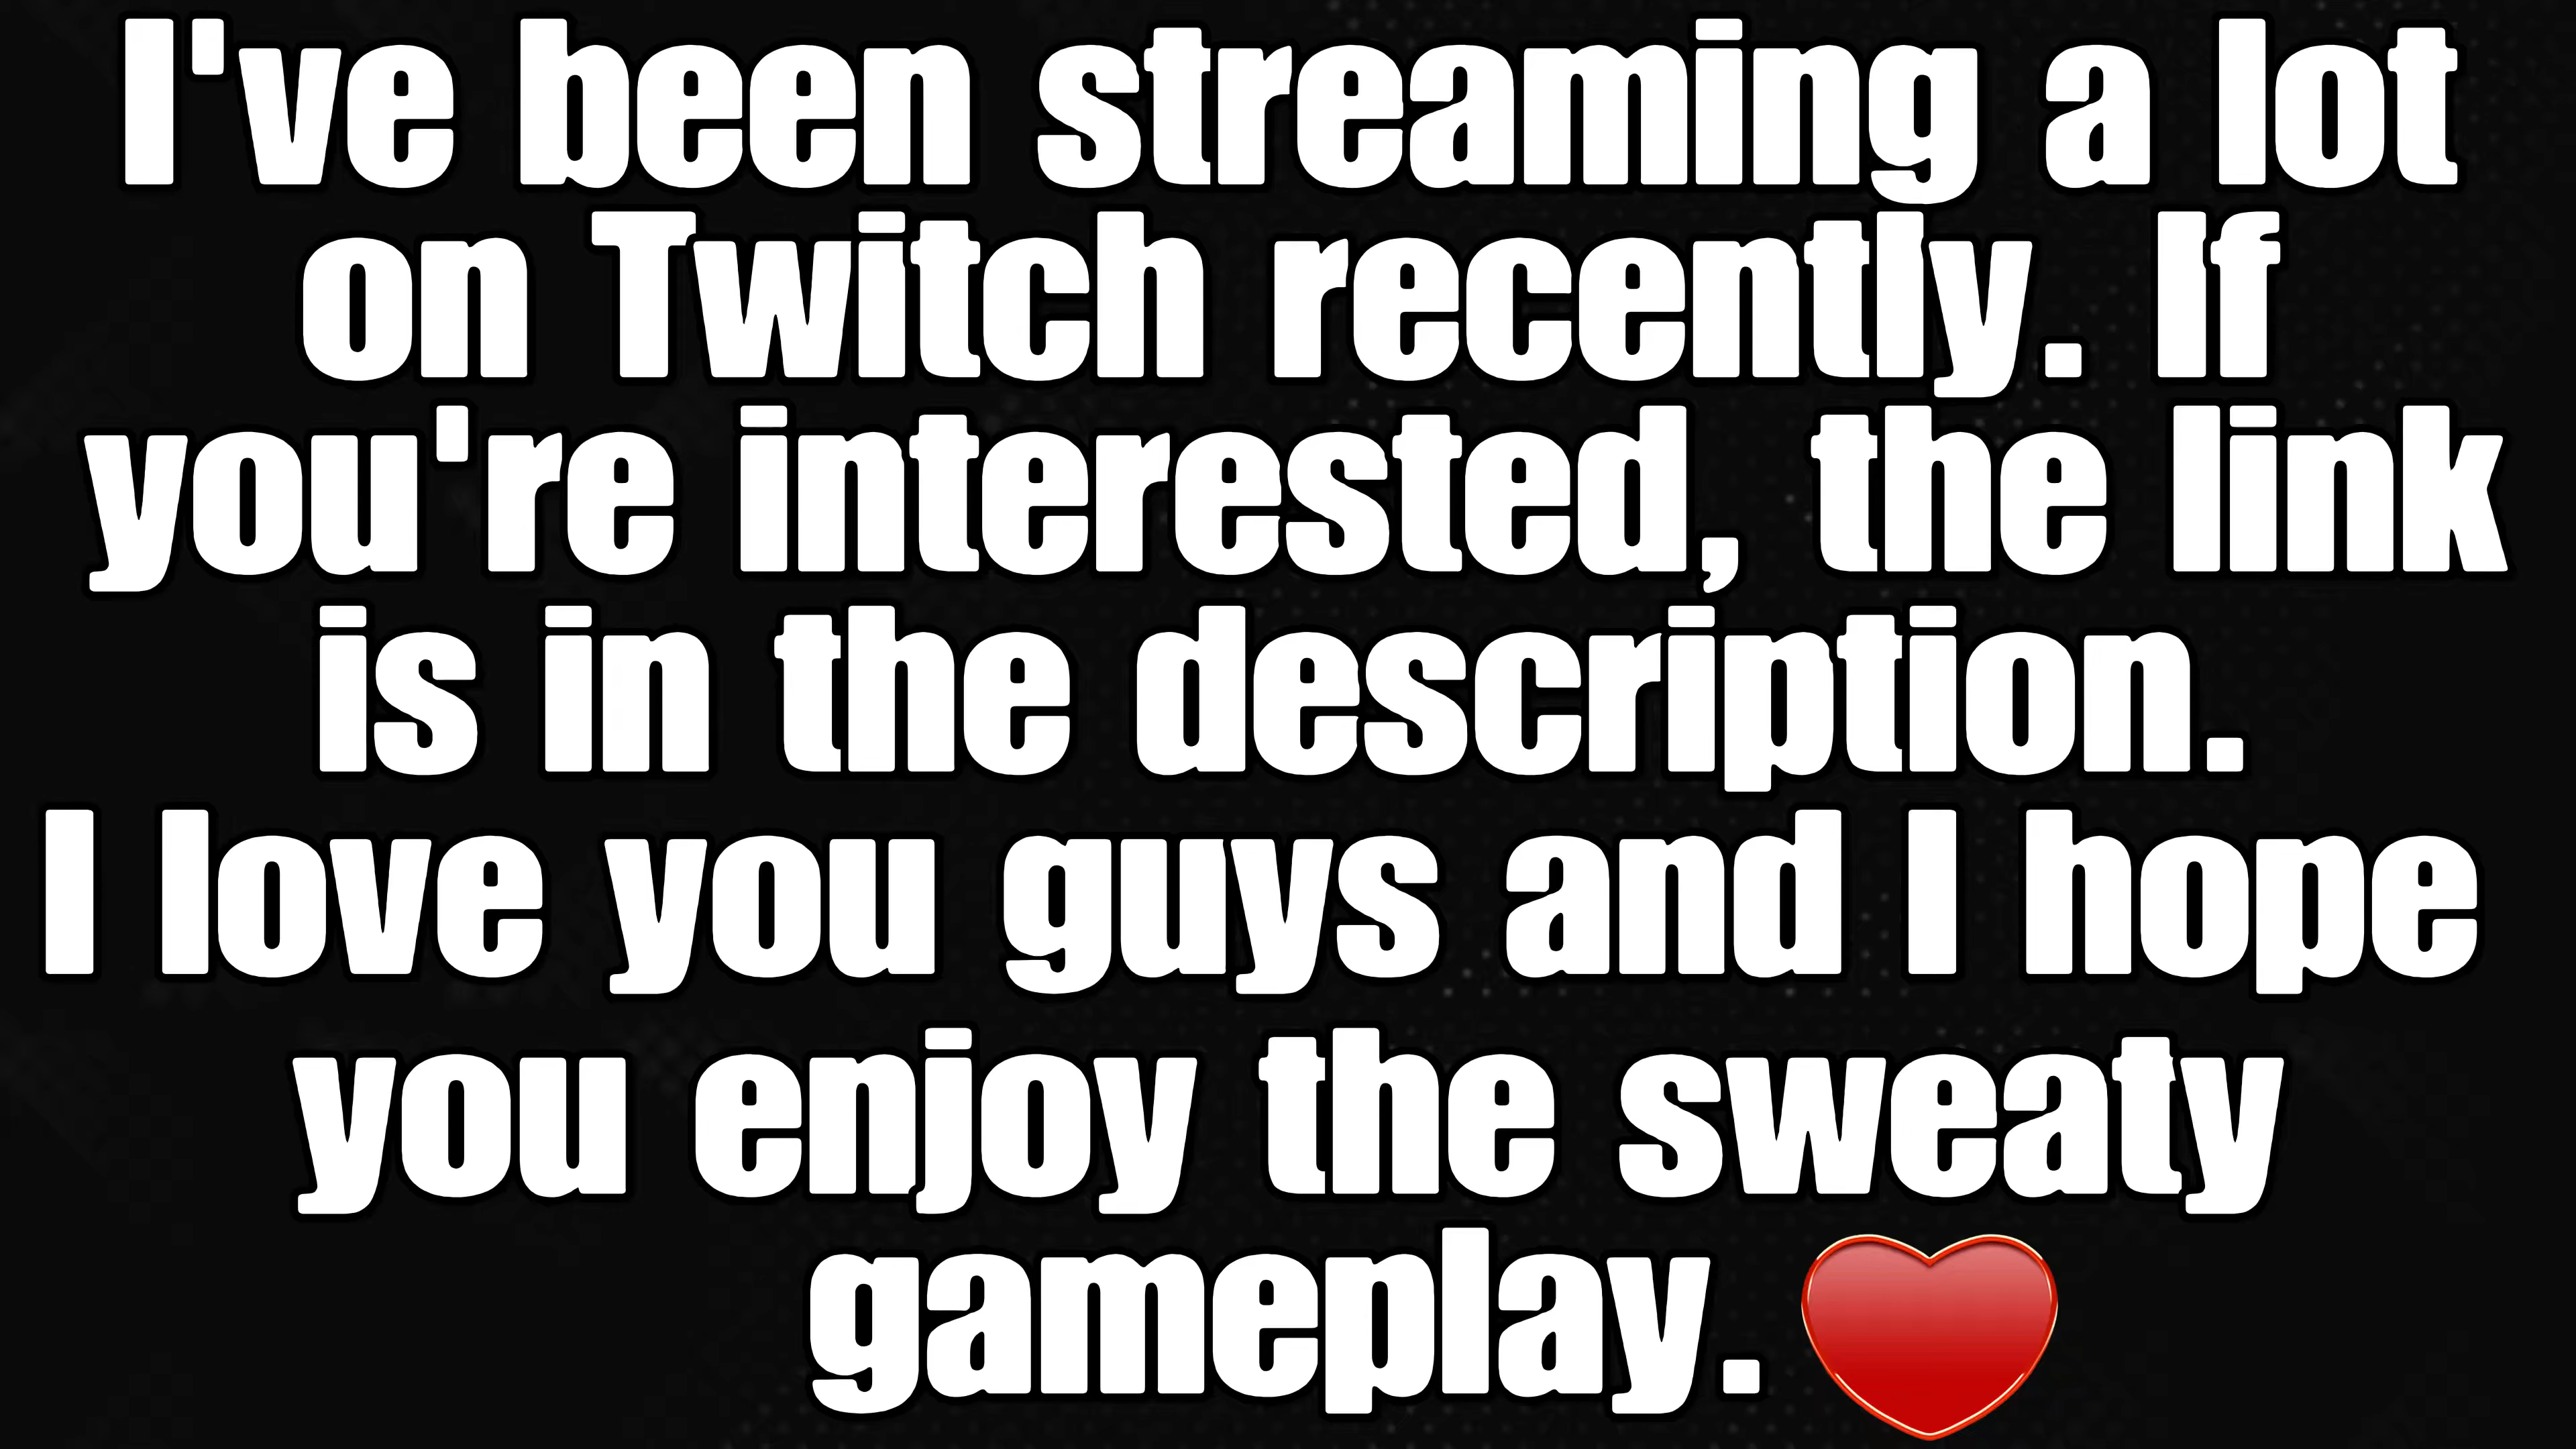 I've been streaming a lot
on Twitch recently. If
you're interested, the link
is in the description.
I love you guys and I hope
you enjoy the sweaty
gameplay. ❤️